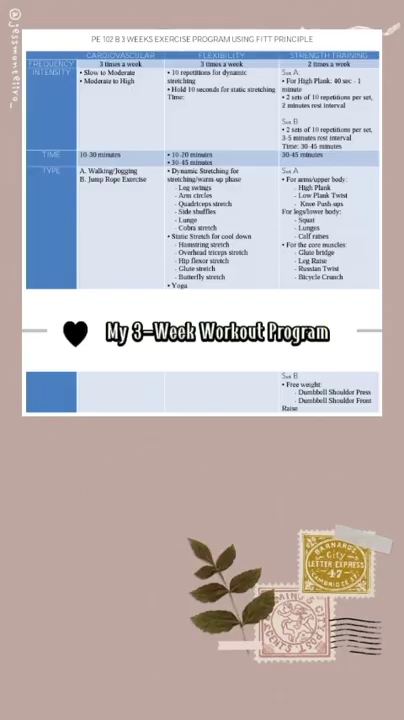 @jessmontellyo_
PE 102 B 3 WEEKS EXERCISE PROGRAM USING FITT PRINCIPLE
CARDIOVASCULAR FLEXIBILITY STRENGTH TRAINING
FREQUENCY 3 times a week 3 times a week 2 times a week
INTENSITY
• Slow to Moderate
• Moderate to High
• 10 repetitions for dynamic
stretching
• Hold 10 seconds for static stretching
Time:
Set A:
• For High Plank: 40 sec - 1
minute
• 2 sets of 10 repetitions per set,
2 minutes rest interval
Set B
• 2 sets of 10 repetitions per set,
3-5 minutes rest interval
Time: 30-45 minutes
TIME
10-30 minutes
• 10-20 minutes
• 30-45 minutes
30-45 minutes
TYPE
A. Walking/Jogging
B. Jump Rope Exercise
• Dynamic Stretching for
stretching/warm-up phase
- Leg swings
- Arm circles
- Quadriceps stretch
- Side shuffles
- Lunge
- Cobra stretch
• Static Stretch for cool down
- Hamstring stretch
- Overhead triceps stretch
- Hip flexor stretch
- Glute stretch
- Butterfly stretch
• Yoga
Set A
• For arms/upper body:
- High Plank
- Low Plank Twist
- Knee Push-ups
For legs/lower body:
- Squat
- Lunges
- Calf raises
• For the core muscles:
- Glute bridge
- Leg Raise
- Russian Twist
- Bicycle Crunch
My 3-Week Workout Program
Set B
• Free weight:
- Dumbbell Shoulder Press
- Dumbbell Shoulder Front
Raise
BARNARD'S
City
LETTER EXPRESS
47
CITY POST